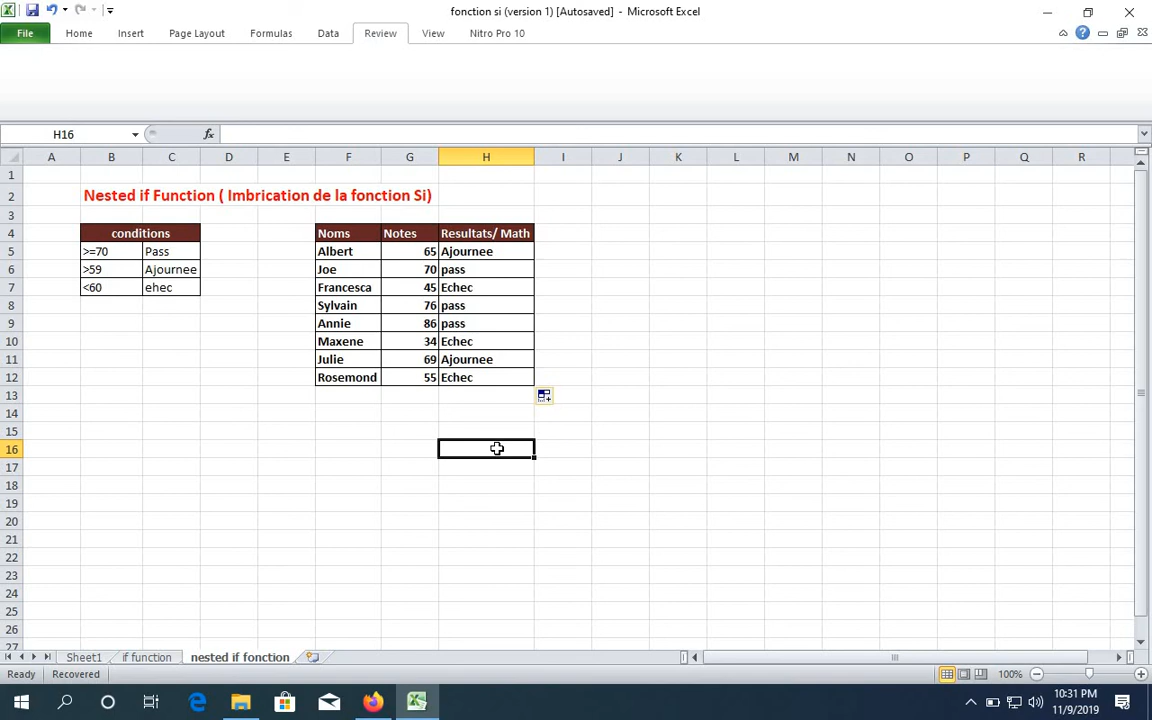 fonction si (version 1) [Autosaved] - Microsoft Excel
File Home Insert Page Layout Formulas Data Review View Nitro Pro 10
H16 fx
A B C D E F G H I J K L M N O P Q R
1
2 Nested if Function ( Imbrication de la fonction Si)
3
4 conditions Noms Notes Resultats/ Math
5 >=70 Pass Albert 65 Ajournee
6 >59 Ajournee Joe 70 pass
7 <60 ehec Francesca 45 Echec
8 Sylvain 76 pass
9 Annie 86 pass
10 Maxene 34 Echec
11 Julie 69 Ajournee
12 Rosemond 55 Echec
13
14
15
16
17
18
19
20
21
22
23
24
25
26
27
Sheet1 if function nested if fonction
Ready Recovered 100%
10:31 PM
11/9/2019